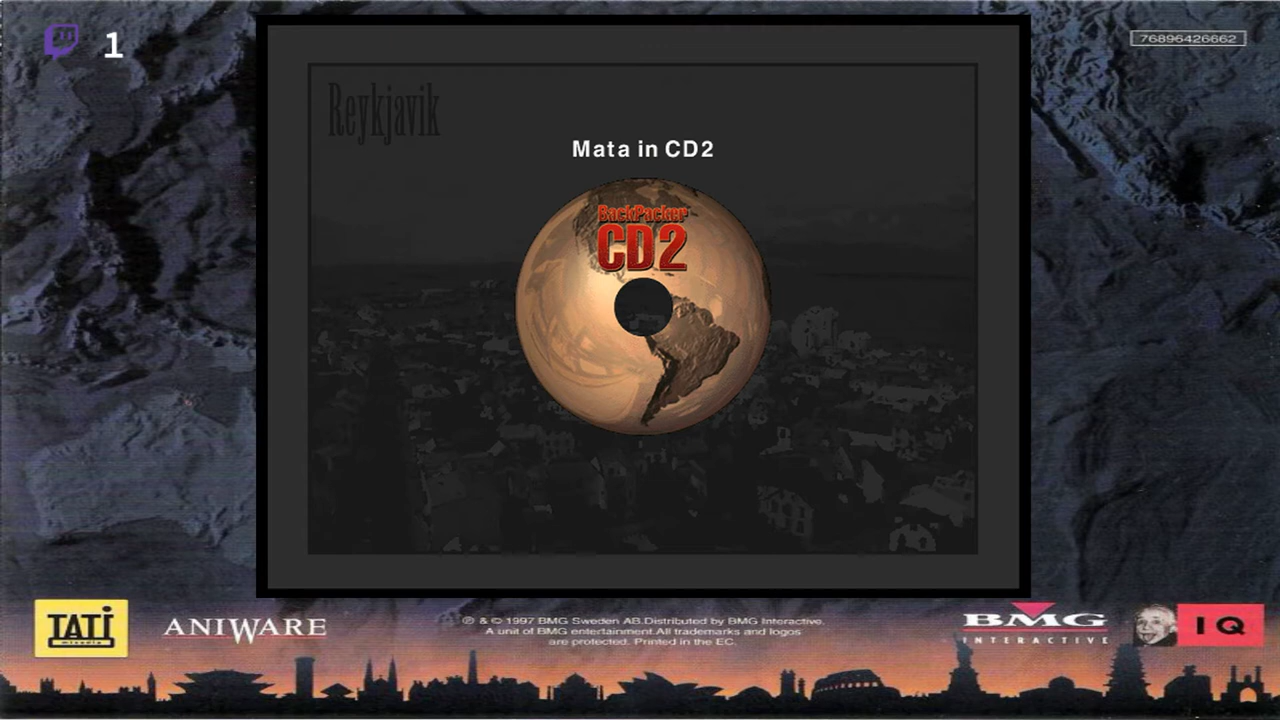 1
76896426662
Reykjavik
Mata in CD2
BackPacker
CD2
TATi
mixedia
ANIWARE
℗ & © 1997 BMG Sweden AB.Distributed by BMG Interactive.
A unit of BMG entertainment.All trademarks and logos
are protected. Printed in the EC.
BMG
INTERACTIVE
IQ